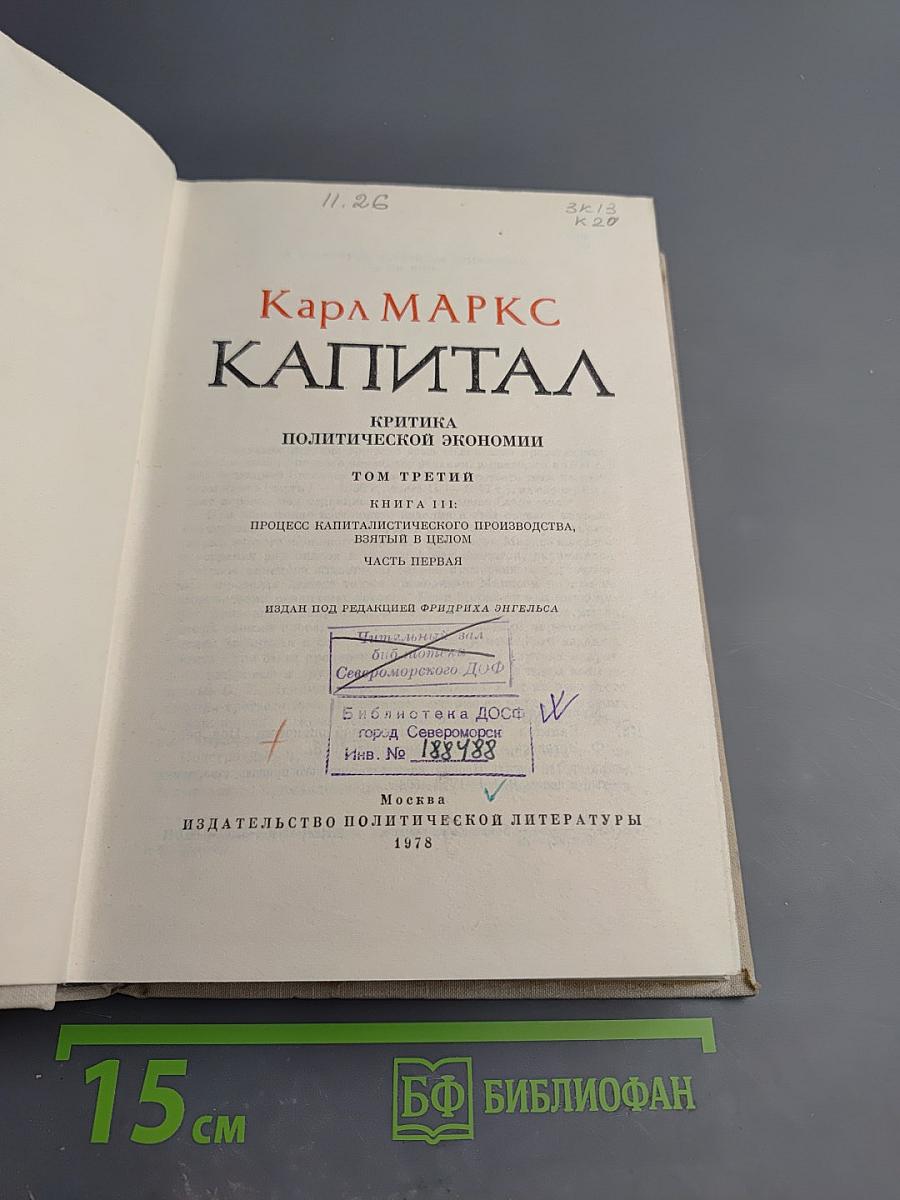 11.26
3К13
К20
Карл МАРКС
КАПИТАЛ
КРИТИКА
ПОЛИТИЧЕСКОЙ ЭКОНОМИИ
ТОМ ТРЕТИЙ
КНИГА III:
ПРОЦЕСС КАПИТАЛИСТИЧЕСКОГО ПРОИЗВОДСТВА,
ВЗЯТЫЙ В ЦЕЛОМ
ЧАСТЬ ПЕРВАЯ
ИЗДАН ПОД РЕДАКЦИЕЙ ФРИДРИХА ЭНГЕЛЬСА
Читальный зал
библиотеки
Североморского ДОФ
Библиотека ДОСФ
город Североморск
Инв. № 188488
Москва
ИЗДАТЕЛЬСТВО ПОЛИТИЧЕСКОЙ ЛИТЕРАТУРЫ
1978
15 см
БФ БИБЛИОФАН